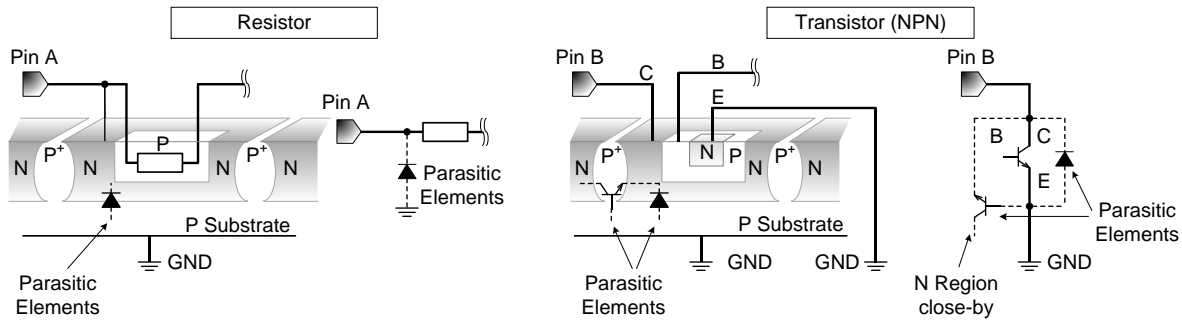 Resistor
Transistor (NPN)
Pin A
Pin B
C
B
E
Pin B
Pin A
N
P+
N
P
P+
N
N
P+
N
N
P
P+
N
B
C
E
Parasitic
Elements
P Substrate
GND
Parasitic
Elements
P Substrate
GND
GND
Parasitic
Elements
Parasitic
Elements
N Region
close-by
GND